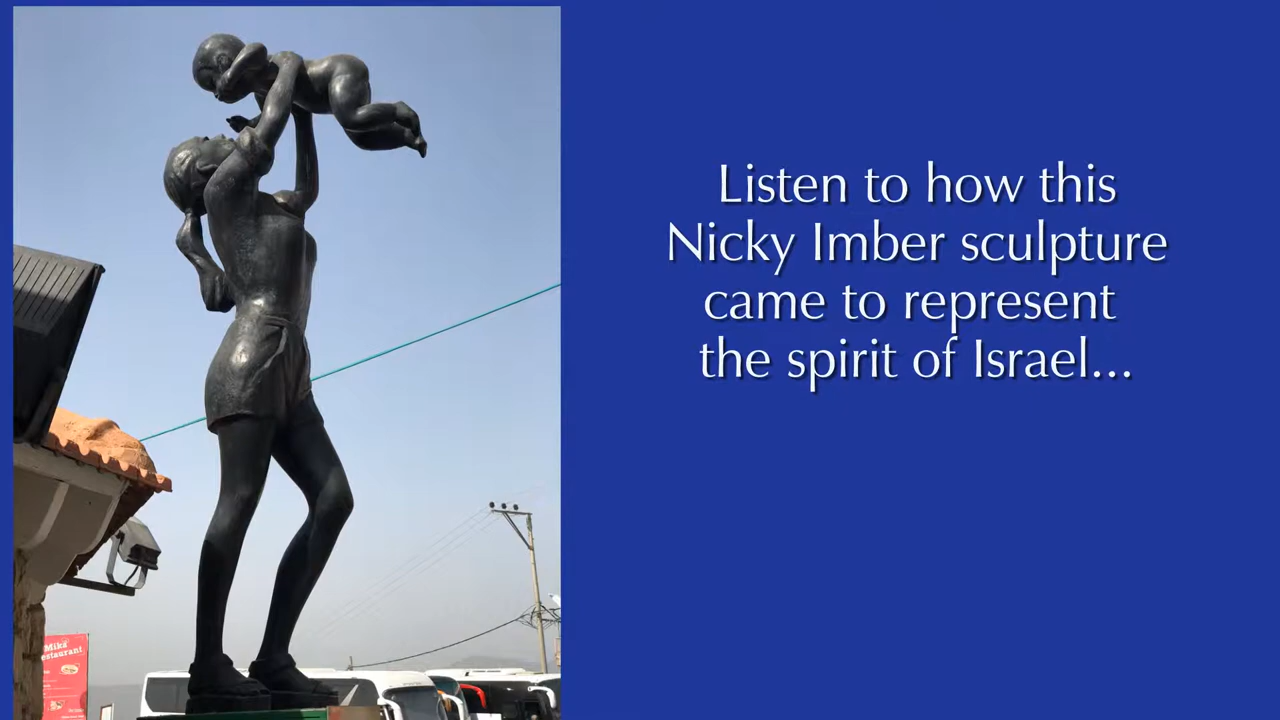 Listen to how this
Nicky Imber sculpture
came to represent
the spirit of Israel...